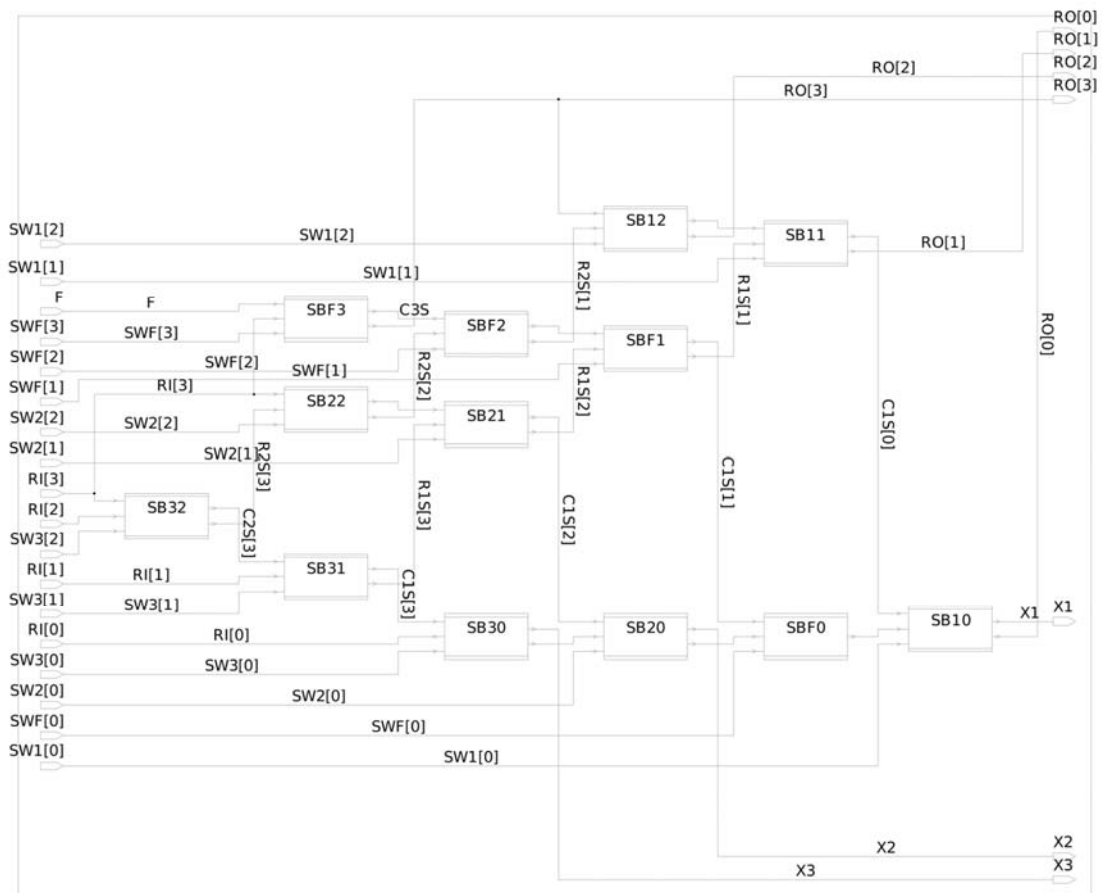 RO[0]
RO[1]
RO[2]
RO[2]
RO[3]
RO[3]
SB12
SW1[2]
SW1[2]
SB11
RO[1]
SW1[1]
SW1[1]
R2S[1]
R1S[1]
F
F
SBF3
C3S
SBF2
SWF[3]
SWF[3]
SBF1
RO[0]
SWF[2]
SWF[2]
SWF[1]
R2S[2]
R1S[2]
SWF[1]
RI[3]
SB22
SB21
SW2[2]
SW2[2]
C1S[0]
SW2[1]
SW2[1]
R2S[3]
RI[3]
R1S[3]
C1S[2]
C1S[1]
RI[2]
SB32
C2S[3]
SW3[2]
SB31
RI[1]
RI[1]
C1S[3]
SW3[1]
SW3[1]
X1
X1
SB30
SB20
SBF0
SB10
RI[0]
RI[0]
SW3[0]
SW3[0]
SW2[0]
SW2[0]
SWF[0]
SWF[0]
SW1[0]
SW1[0]
X2
X2
X3
X3